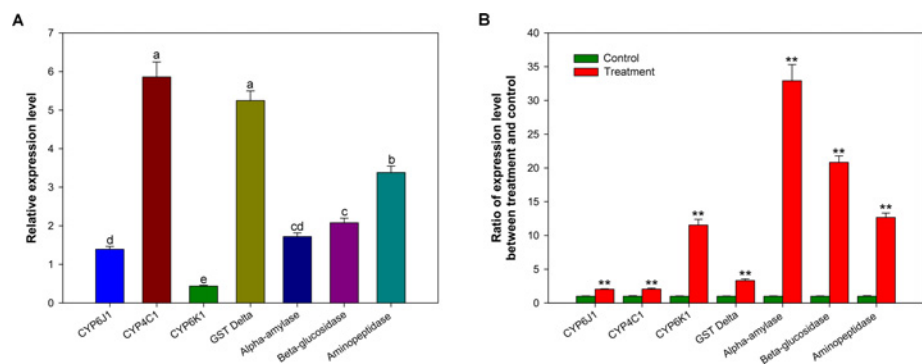 A
Relative expression level
7
6
5
4
3
2
1
0
d
a
e
a
cd
c
b
CYP6J1
CYP4C1
CYP6K1
GST Delta
Alpha-amylase
Beta-glucosidase
Aminopeptidase
B
Ratio of expression level
between treatment and control
40
35
30
25
20
15
10
5
0
Control
Treatment
**
**
**
**
**
**
**
CYP6J1
CYP4C1
CYP6K1
GST Delta
Alpha-amylase
Beta-glucosidase
Aminopeptidase